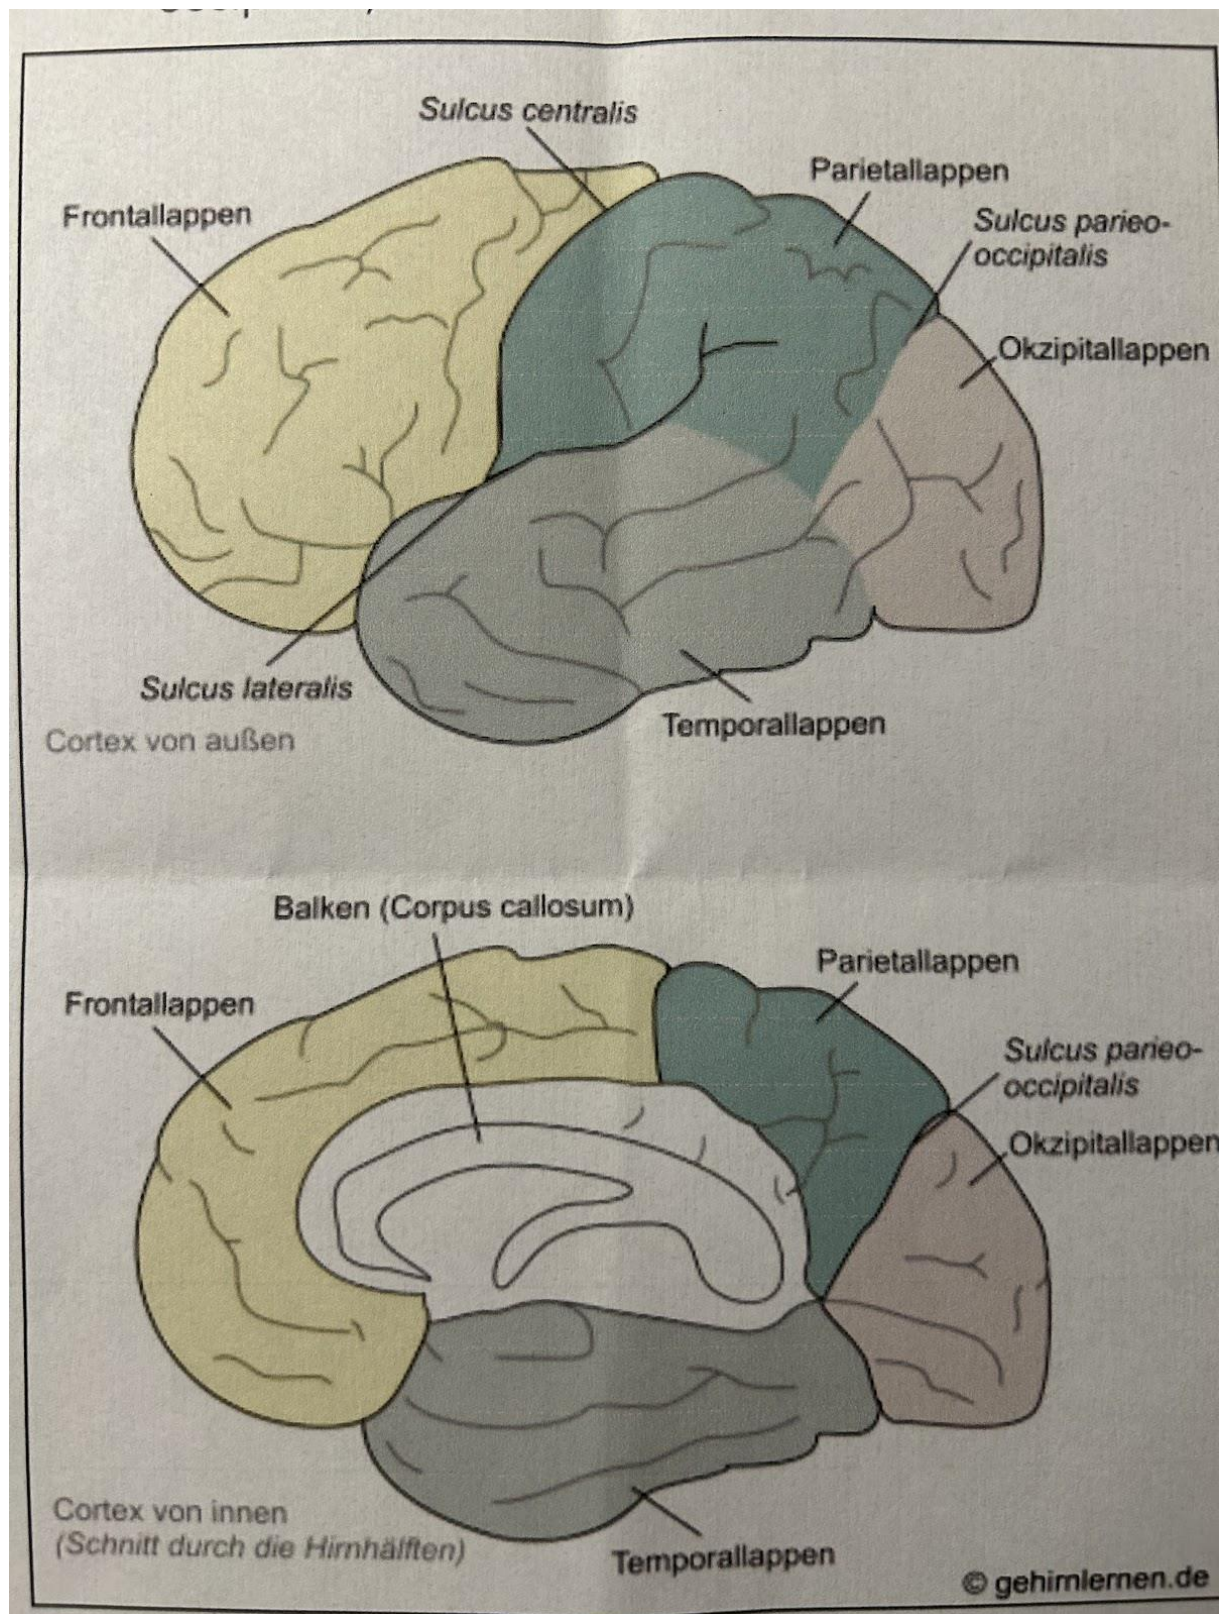 Sulcus centralis
Parietallappen
Frontallappen
Sulcus parieo-
occipitalis
Okzipitallappen
Sulcus lateralis
Temporallappen
Cortex von außen
Balken (Corpus callosum)
Parietallappen
Frontallappen
Sulcus parieo-
occipitalis
Okzipitallappen
Cortex von innen
(Schnitt durch die Hirnhälften)
Temporallappen
© gehirnlernen.de